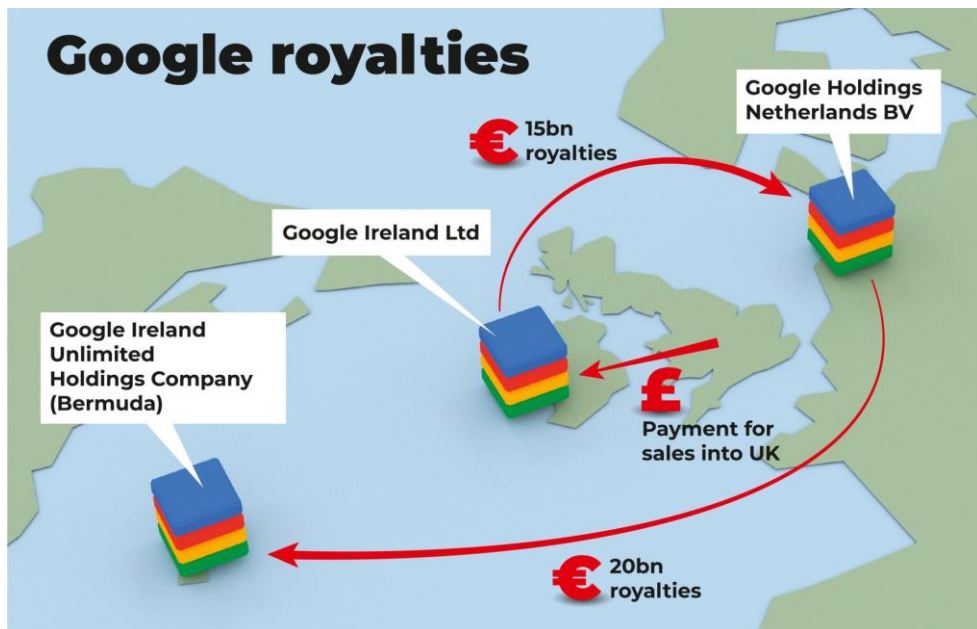 Google royalties
Google Holdings
Netherlands BV
€ 15bn
royalties
Google Ireland Ltd
Google Ireland
Unlimited
Holdings Company
(Bermuda)
£
Payment for
sales into UK
€ 20bn
royalties